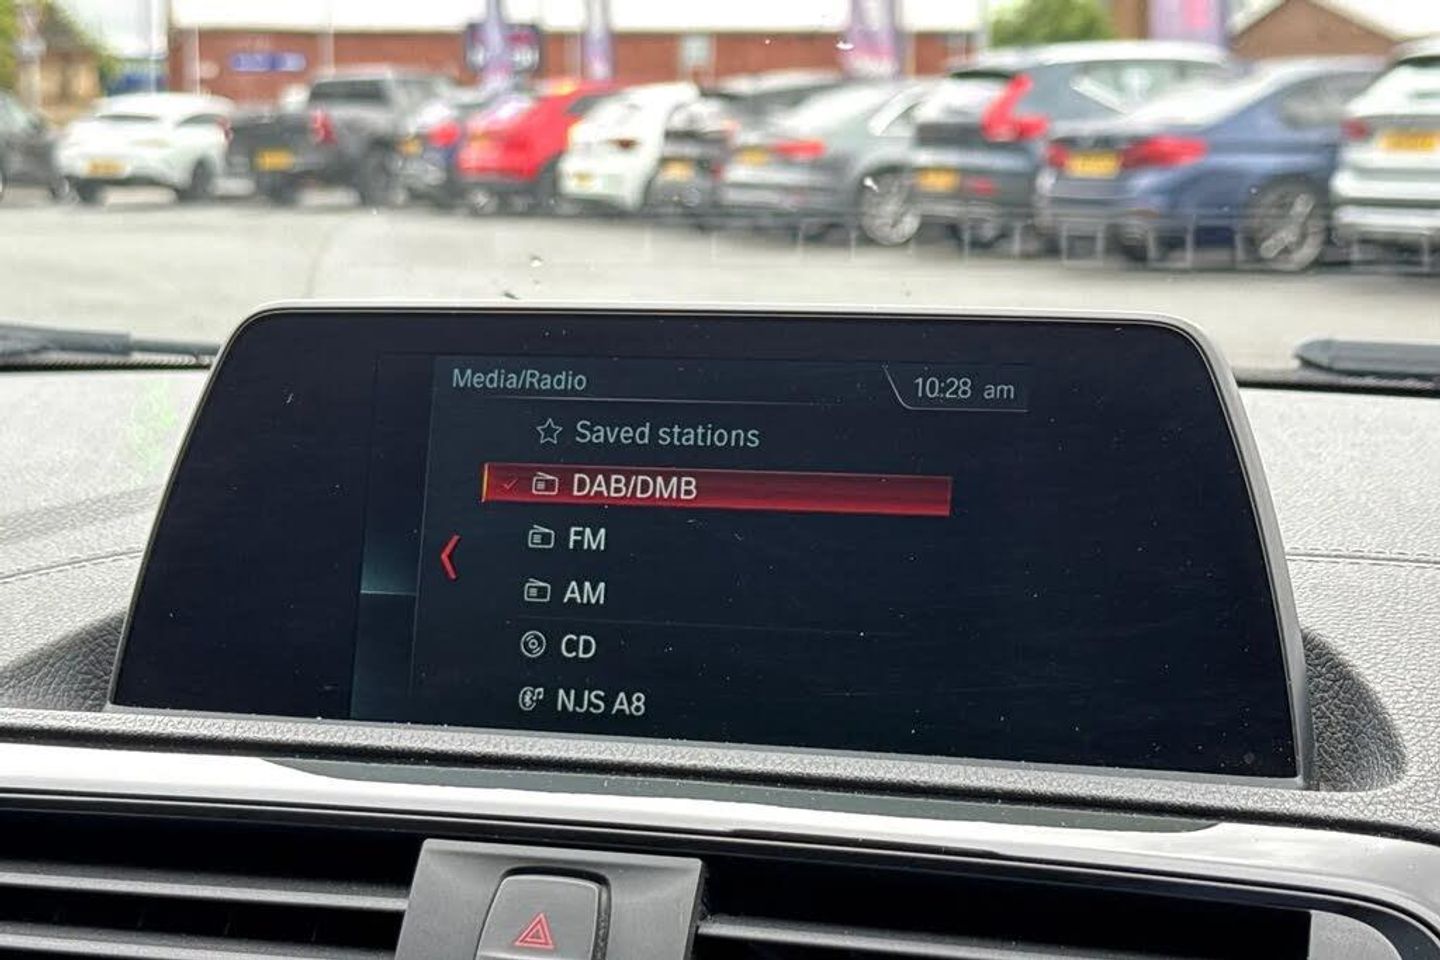 Media/Radio
10:28 am
Saved stations
DAB/DMB
FM
AM
CD
NJS A8